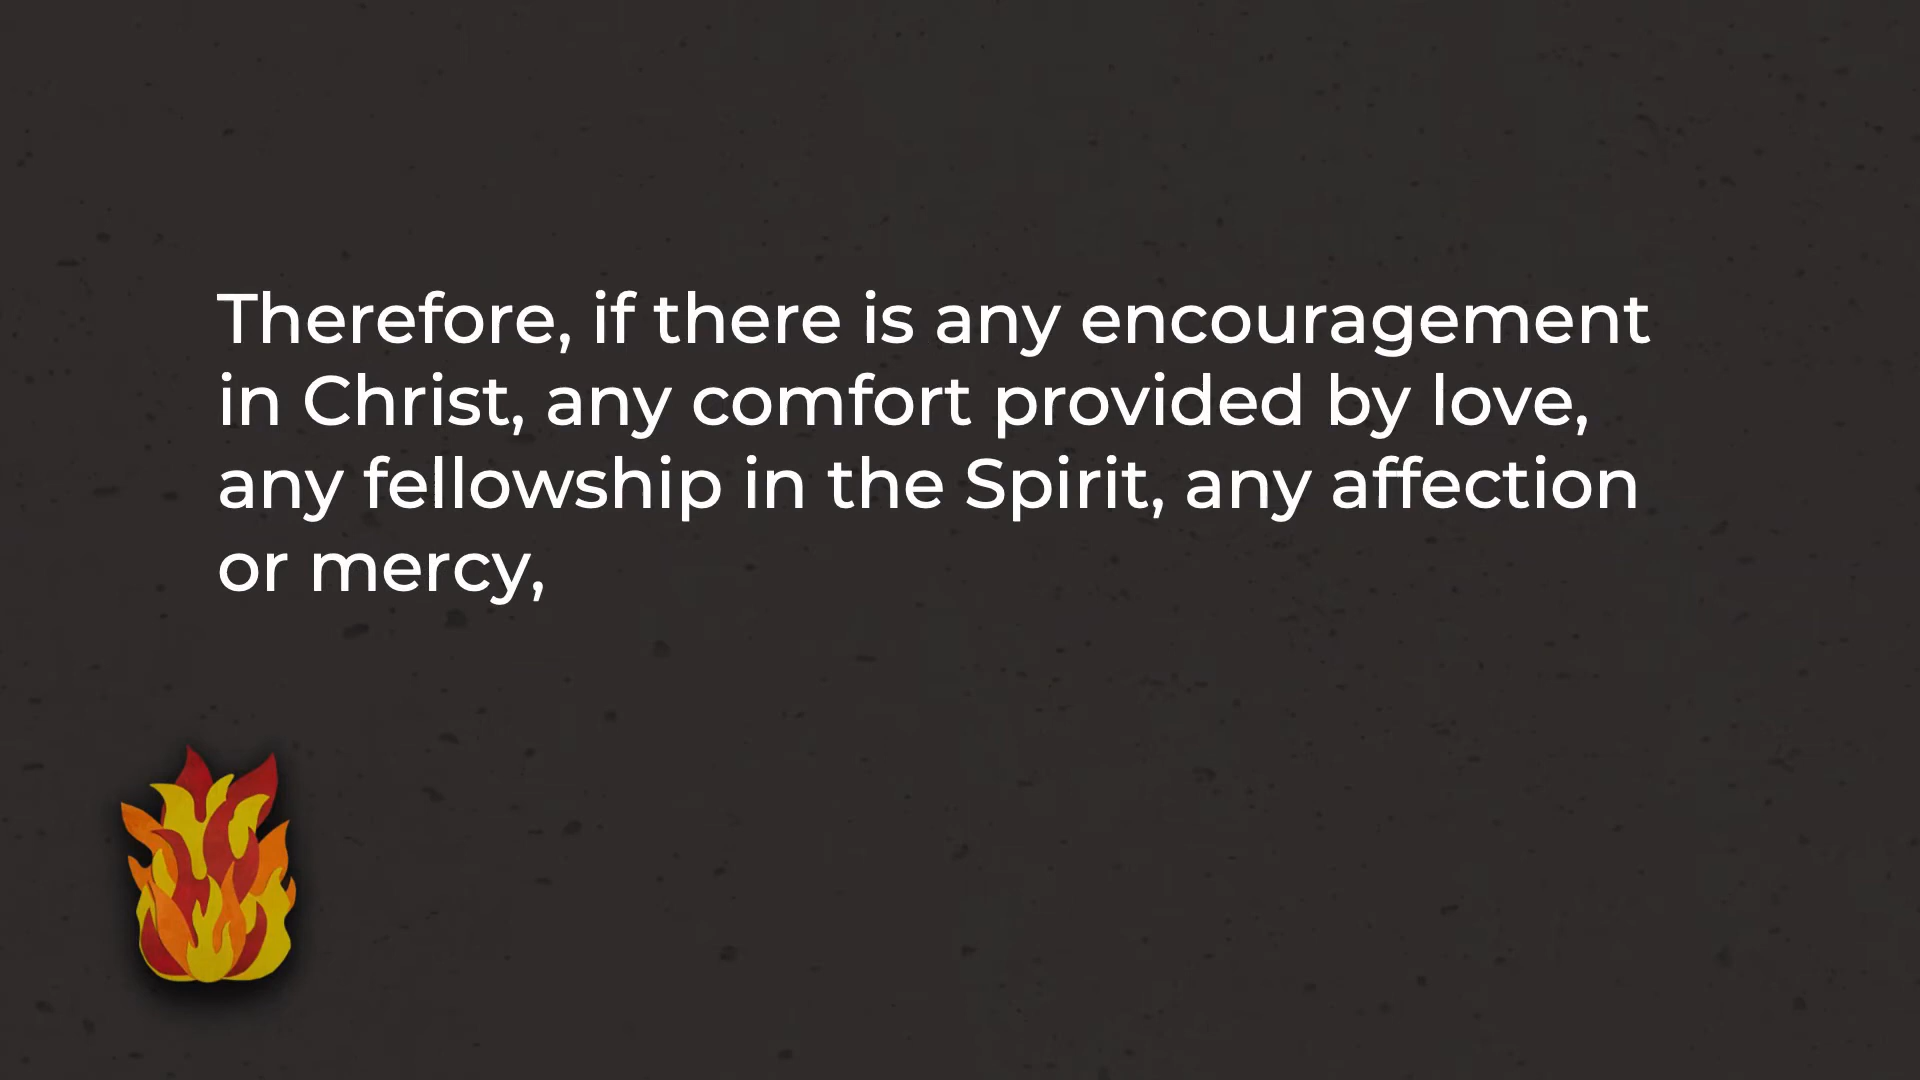 Therefore, if there is any encouragement
in Christ, any comfort provided by love,
any fellowship in the Spirit, any affection
or mercy,